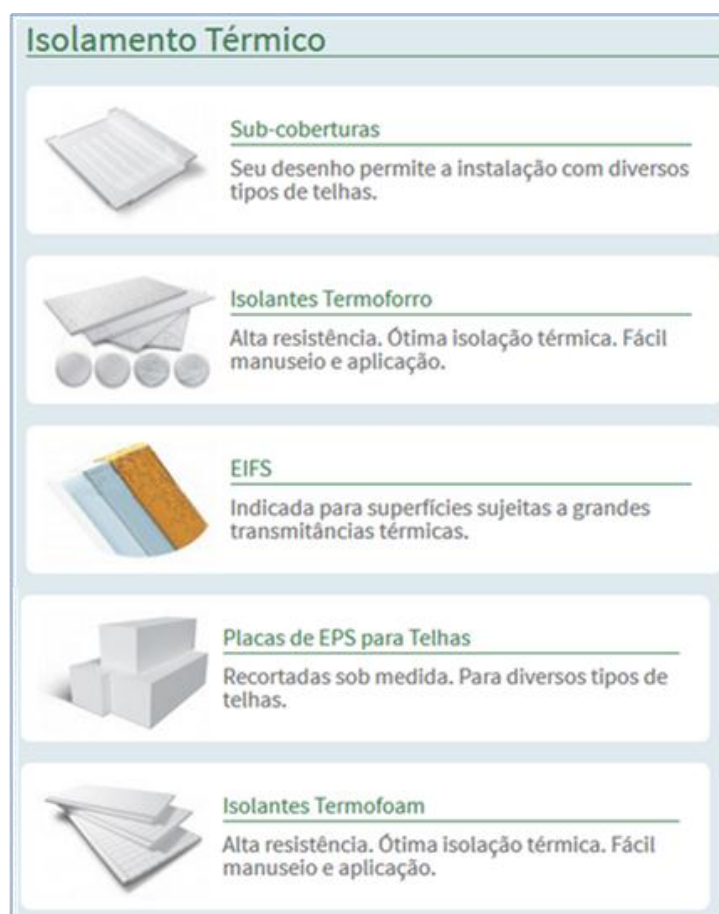 Isolamento Térmico
Sub-coberturas
Seu desenho permite a instalação com diversos
tipos de telhas.
Isolantes Termoforro
Alta resistência. Ótima isolação térmica. Fácil
manuseio e aplicação.
EIFS
Indicada para superfícies sujeitas a grandes
transmitâncias térmicas.
Placas de EPS para Telhas
Recortadas sob medida. Para diversos tipos de
telhas.
Isolantes Termofoam
Alta resistência. Ótima isolação térmica. Fácil
manuseio e aplicação.